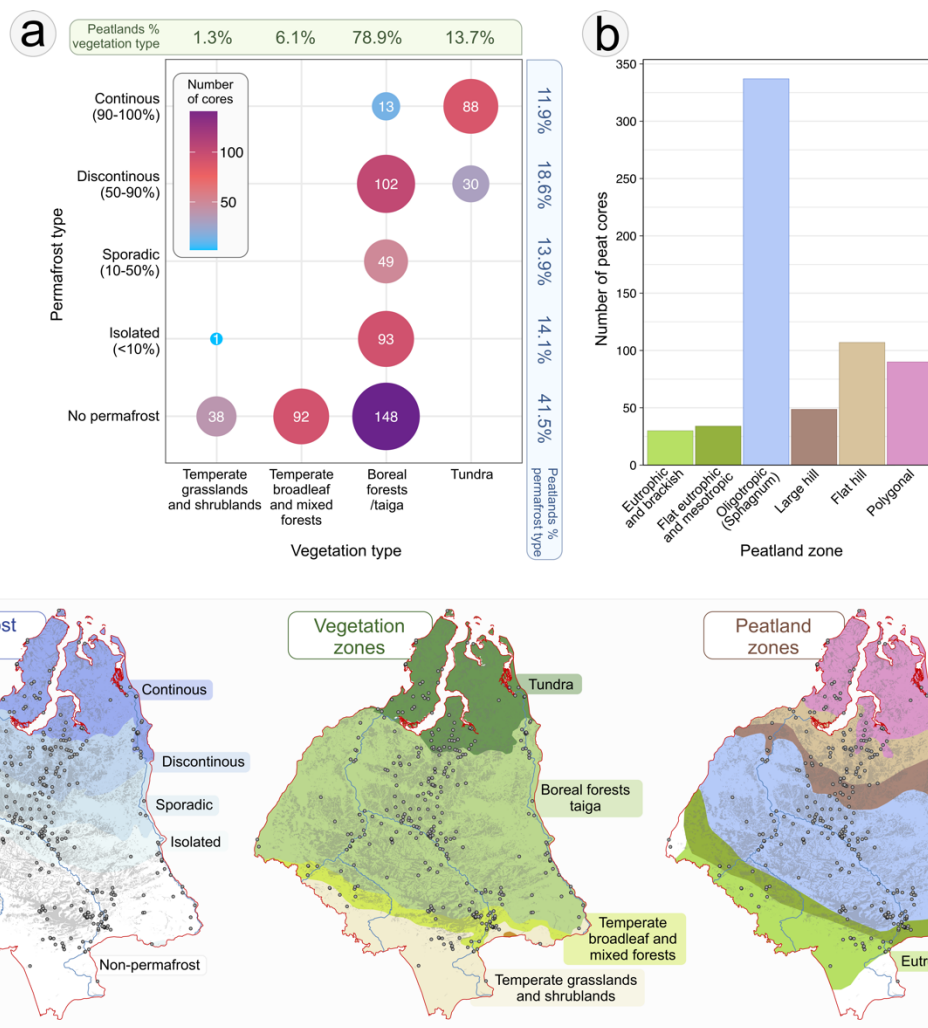 a
Peatlands %
vegetation type
1.3%
6.1%
78.9%
13.7%
Number
of cores
100
50
Permafrost type
Continous
(90-100%)
13
88
11.9%
Discontinous
(50-90%)
102
30
18.6%
Sporadic
(10-50%)
49
13.9%
Isolated
(<10%)
1
93
14.1%
No permafrost
38
92
148
41.5%
Peatlands %
permafrost type
Temperate
grasslands
and shrublands
Temperate
broadleaf
and mixed
forests
Boreal
forests
/taiga
Tundra
Vegetation type
b
Number of peat cores
350
300
250
200
150
100
50
0
Eutrophic
and brackish
Flat eutrophic
and mesotropic
Oligotropic
(Sphagnum)
Large hill
Flat hill
Polygonal
Peatland zone
ost
Continous
Discontinous
Sporadic
Isolated
Non-permafrost
Vegetation
zones
Tundra
Boreal forests
taiga
Temperate
broadleaf and
mixed forests
Temperate grasslands
and shrublands
Peatland
zones
Eutro